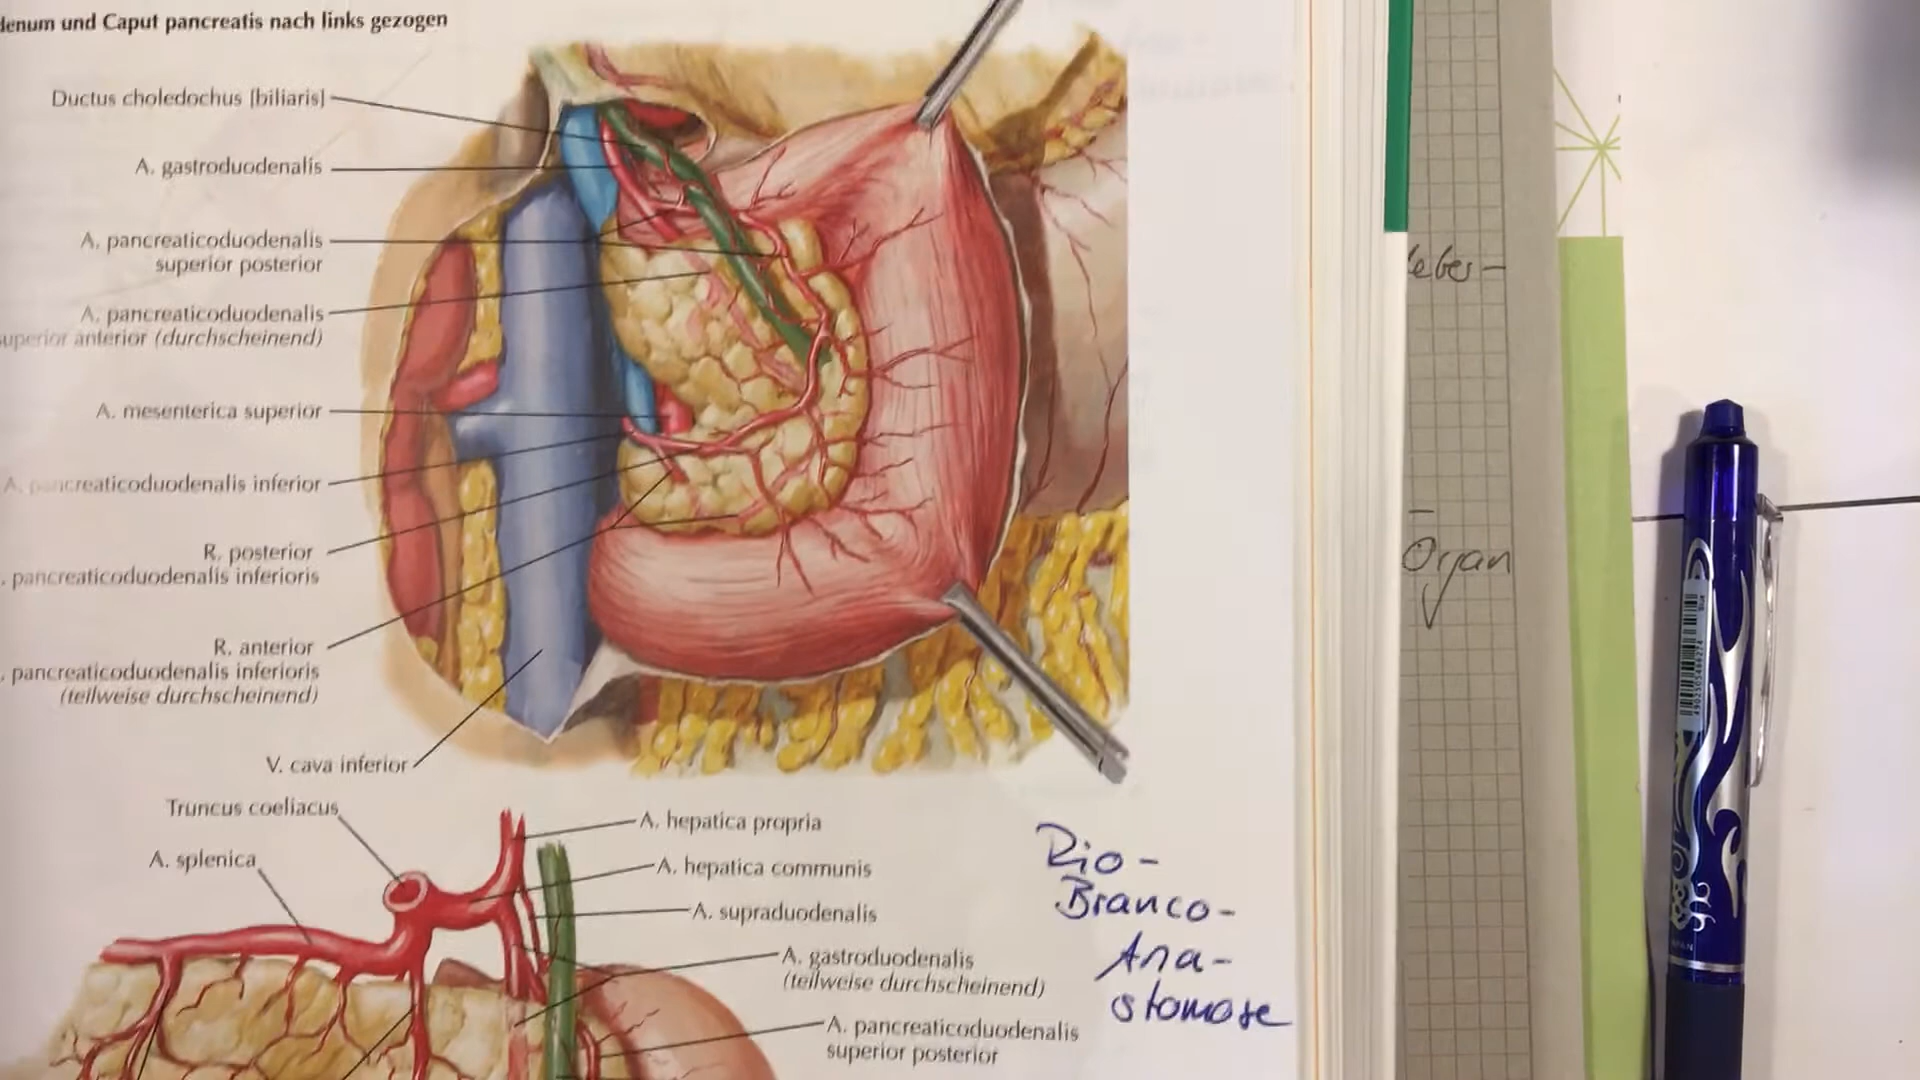 und Caput pancreatis nach links gezogen
Ductus choledochus [biliaris]
A. gastroduodenalis
A. pancreaticoduodenalis
superior posterior
A. pancreaticoduodenalis
superior anterior (durchscheinend)
A. mesenterica superior
A. pancreaticoduodenalis inferior
R. posterior
. pancreaticoduodenalis inferioris
R. anterior
. pancreaticoduodenalis inferioris
(teilweise durchscheinend)
V. cava inferior
Truncus coeliacus
A. splenica
A. hepatica propria
A. hepatica communis
A. supraduodenalis
A. gastroduodenalis
(teilweise durchscheinend)
A. pancreaticoduodenalis
superior posterior
Rio-
Branco-
Ana-
stomose
Organ